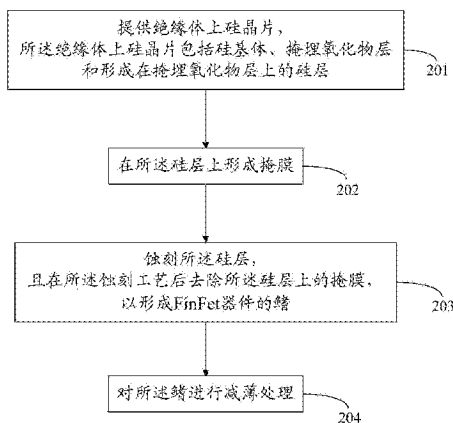 提供绝缘体上硅晶片，
所述绝缘体上硅晶片包括硅基体、掩埋氧化物层
和形成在掩埋氧化物层上的硅层
201
在所述硅层上形成掩膜
202
蚀刻所述硅层，
且在所述蚀刻工艺后去除所述硅层上的掩膜，
以形成FinFet器件的鳍
203
对所述鳍进行减薄处理
204